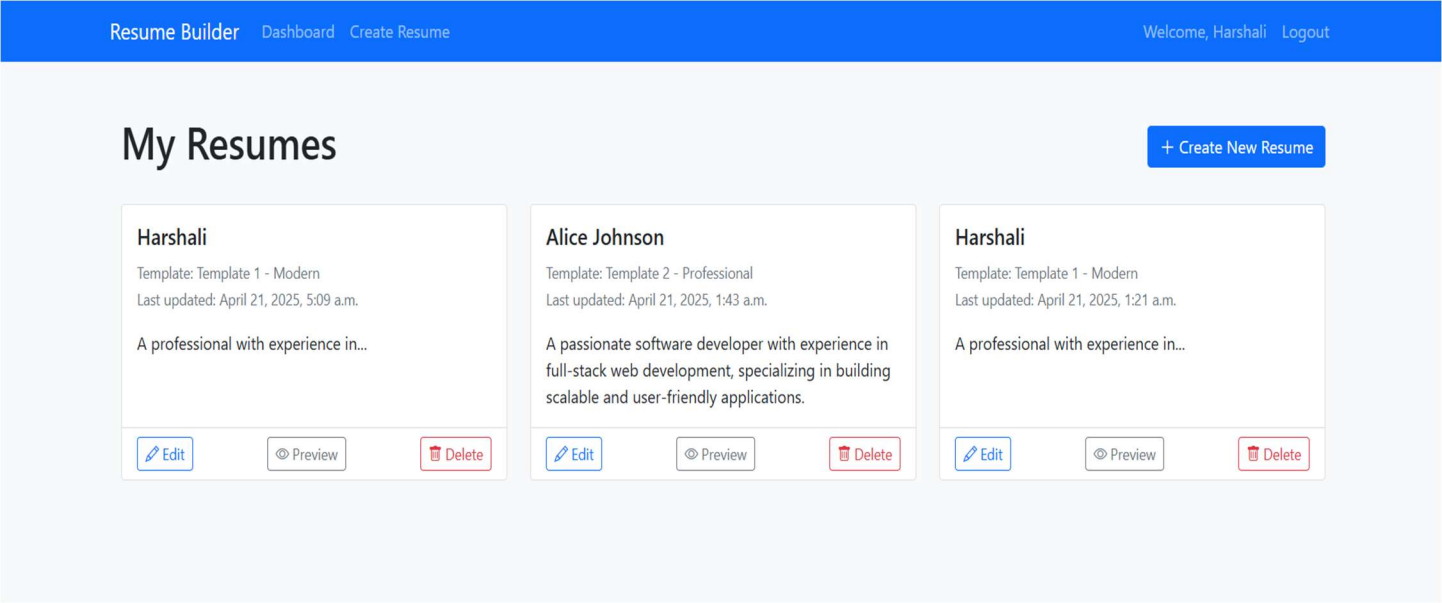 Resume Builder Dashboard Create Resume Welcome, Harshali Logout
My Resumes
+ Create New Resume
Harshali
Template: Template 1 - Modern
Last updated: April 21, 2025, 5:09 a.m.
A professional with experience in...
Edit Preview Delete
Alice Johnson
Template: Template 2 - Professional
Last updated: April 21, 2025, 1:43 a.m.
A passionate software developer with experience in
full-stack web development, specializing in building
scalable and user-friendly applications.
Edit Preview Delete
Harshali
Template: Template 1 - Modern
Last updated: April 21, 2025, 1:21 a.m.
A professional with experience in...
Edit Preview Delete